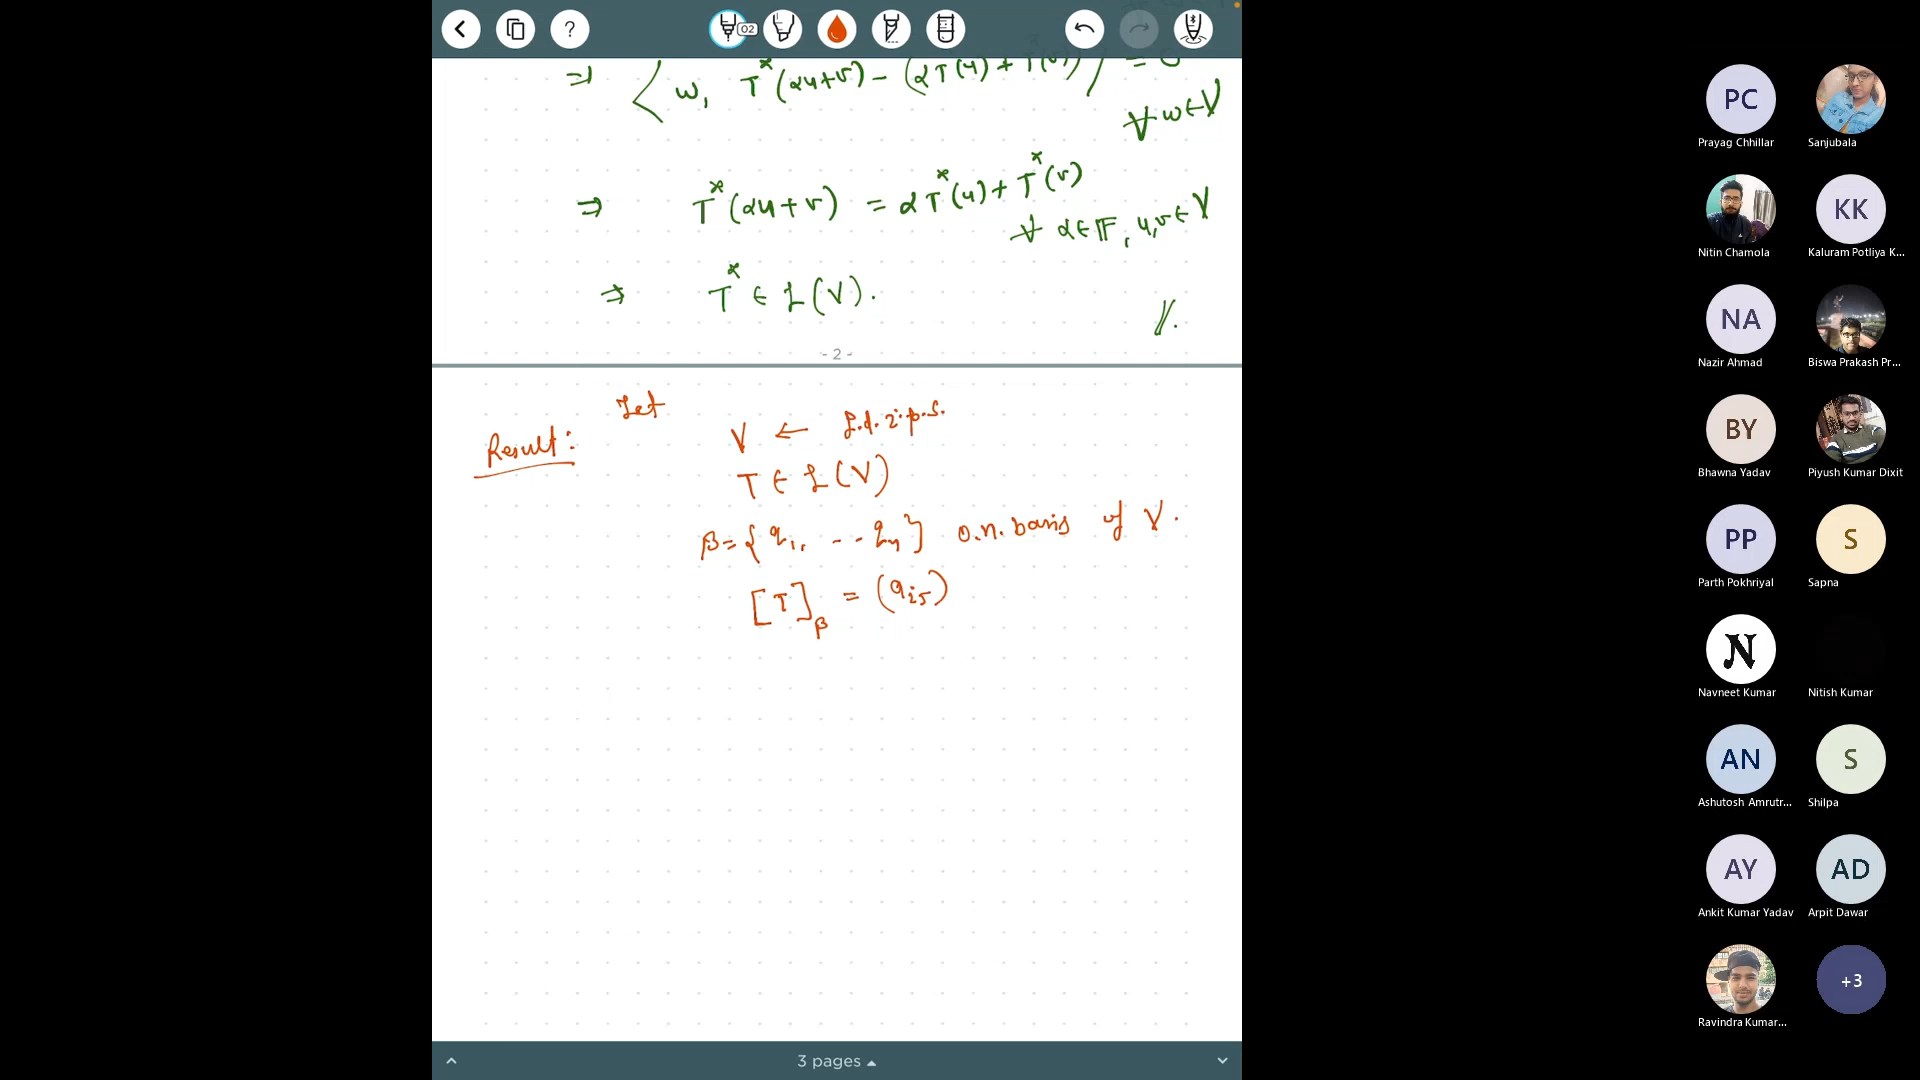 02
⇒ ⟨ w, T*(αu+v) − (αT(u) + T(v)) ⟩ = 0
∀ w∈V
⇒ T*(αu+v) = αT*(u) + T*(v)
∀ α∈F, u,v∈V
⇒ T* ∈ L(V). //.
- 2 -
Let
Result: V ← f.d.i.p.s.
T ∈ L(V)
β = {q1, -- qn} o.n. basis of V.
[T]β = (aij)
3 pages
PC
Prayag Chhillar
Sanjubala
Nitin Chamola
KK
Kaluram Potliya K...
NA
Nazir Ahmad
Biswa Prakash Pr...
BY
Bhawna Yadav
Piyush Kumar Dixit
PP
Parth Pokhriyal
S
Sapna
N
Navneet Kumar
Nitish Kumar
AN
Ashutosh Amrutr...
S
Shilpa
AY
Ankit Kumar Yadav
AD
Arpit Dawar
Ravindra Kumar...
+3